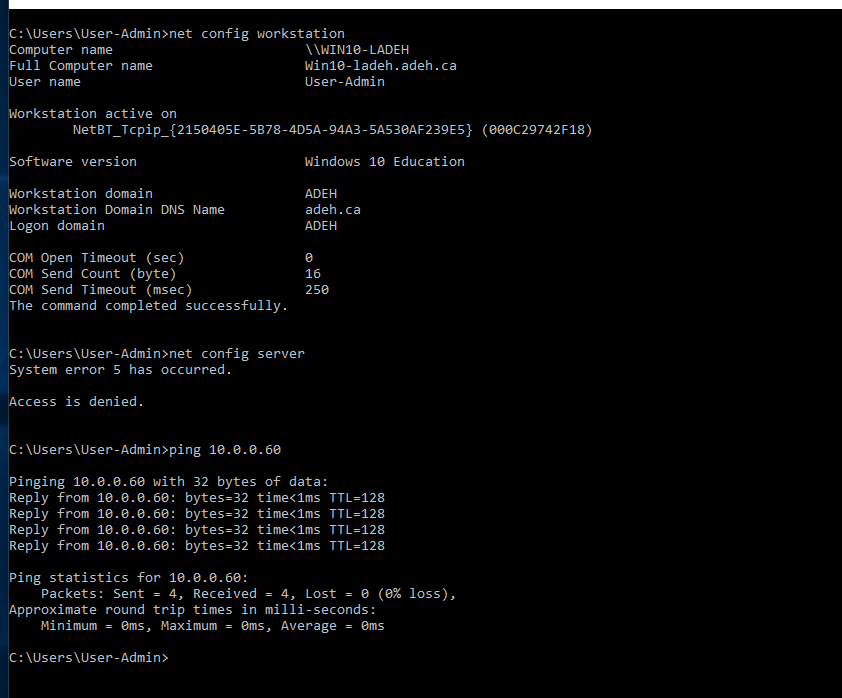 C:\Users\User-Admin>net config workstation
Computer name                        \\WIN10-LADEH
Full Computer name                   Win10-ladeh.adeh.ca
User name                            User-Admin
Workstation active on
        NetBT_Tcpip_{2150405E-5B78-4D5A-94A3-5A530AF239E5} (000C29742F18)
Software version                     Windows 10 Education
Workstation domain                   ADEH
Workstation Domain DNS Name          adeh.ca
Logon domain                         ADEH
COM Open Timeout (sec)               0
COM Send Count (byte)                16
COM Send Timeout (msec)              250
The command completed successfully.
C:\Users\User-Admin>net config server
System error 5 has occurred.
Access is denied.
C:\Users\User-Admin>ping 10.0.0.60
Pinging 10.0.0.60 with 32 bytes of data:
Reply from 10.0.0.60: bytes=32 time<1ms TTL=128
Reply from 10.0.0.60: bytes=32 time<1ms TTL=128
Reply from 10.0.0.60: bytes=32 time<1ms TTL=128
Reply from 10.0.0.60: bytes=32 time<1ms TTL=128
Ping statistics for 10.0.0.60:
    Packets: Sent = 4, Received = 4, Lost = 0 (0% loss),
Approximate round trip times in milli-seconds:
    Minimum = 0ms, Maximum = 0ms, Average = 0ms
C:\Users\User-Admin>